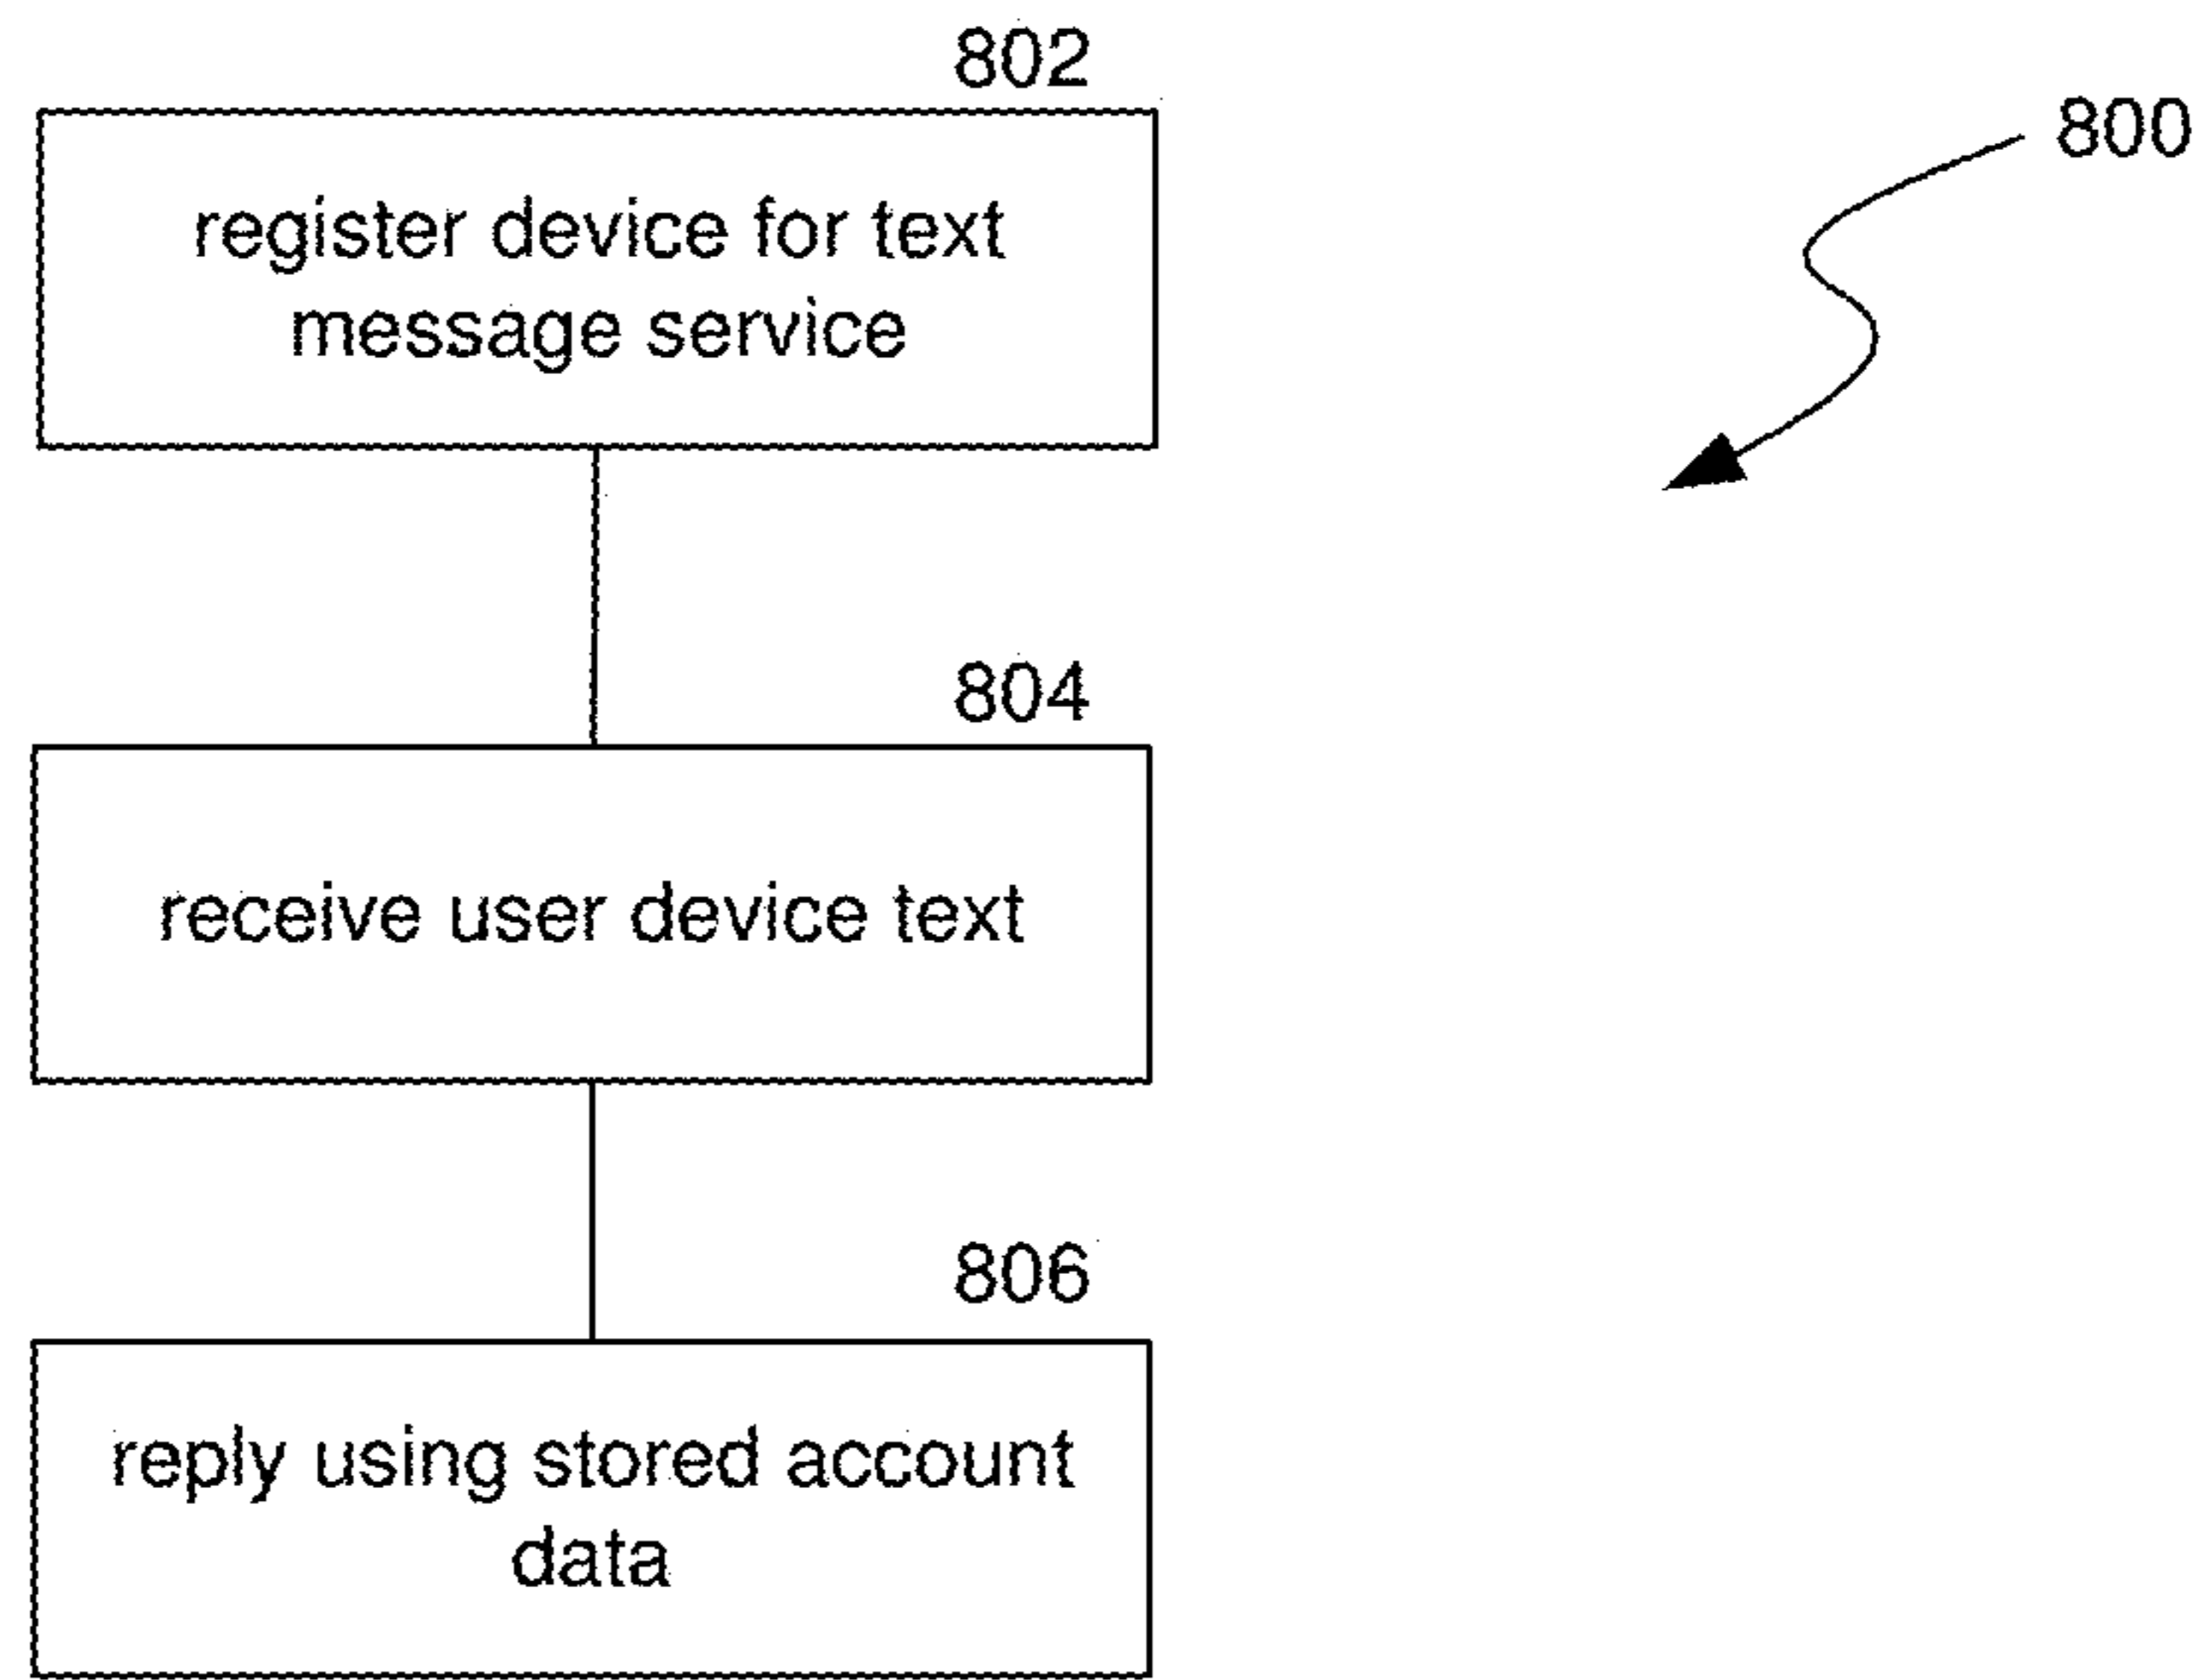 802
800
register device for text
message service
804
receive user device text
806
reply using stored account
data